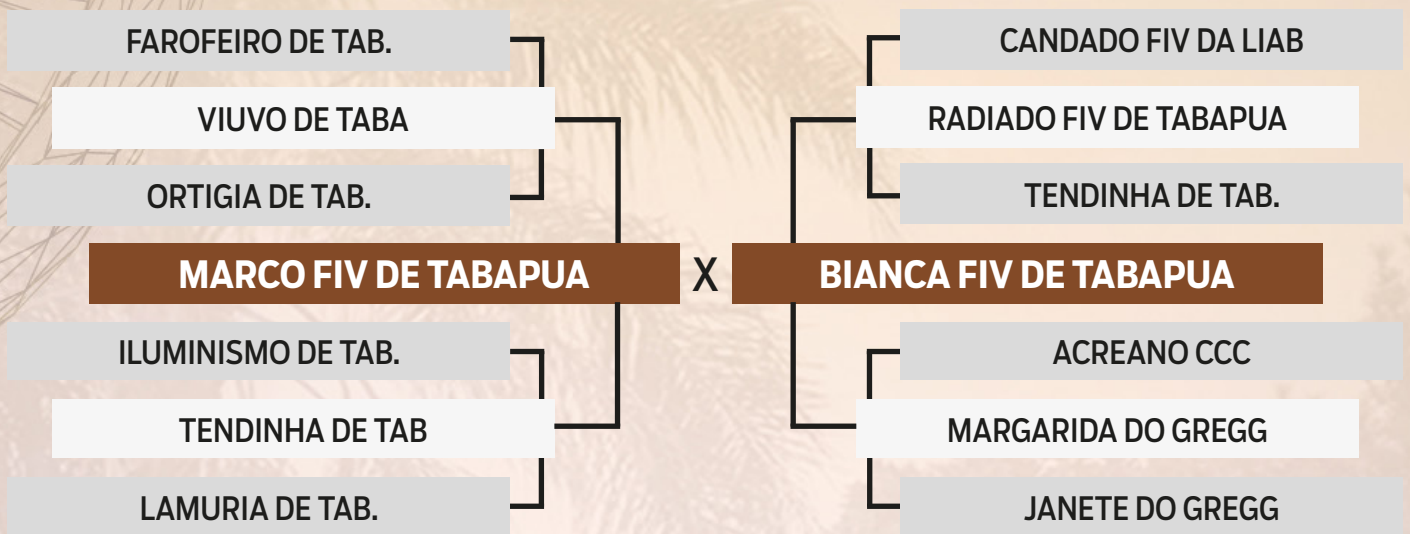 FAROFEIRO DE TAB.
VIUVO DE TABA
ORTIGIA DE TAB.
CANDADO FIV DA LIAB
RADIADO FIV DE TABAPUA
TENDINHA DE TAB.
MARCO FIV DE TABAPUA X BIANCA FIV DE TABAPUA
ILUMINISMO DE TAB.
TENDINHA DE TAB
LAMURIA DE TAB.
ACREANO CCC
MARGARIDA DO GREGG
JANETE DO GREGG